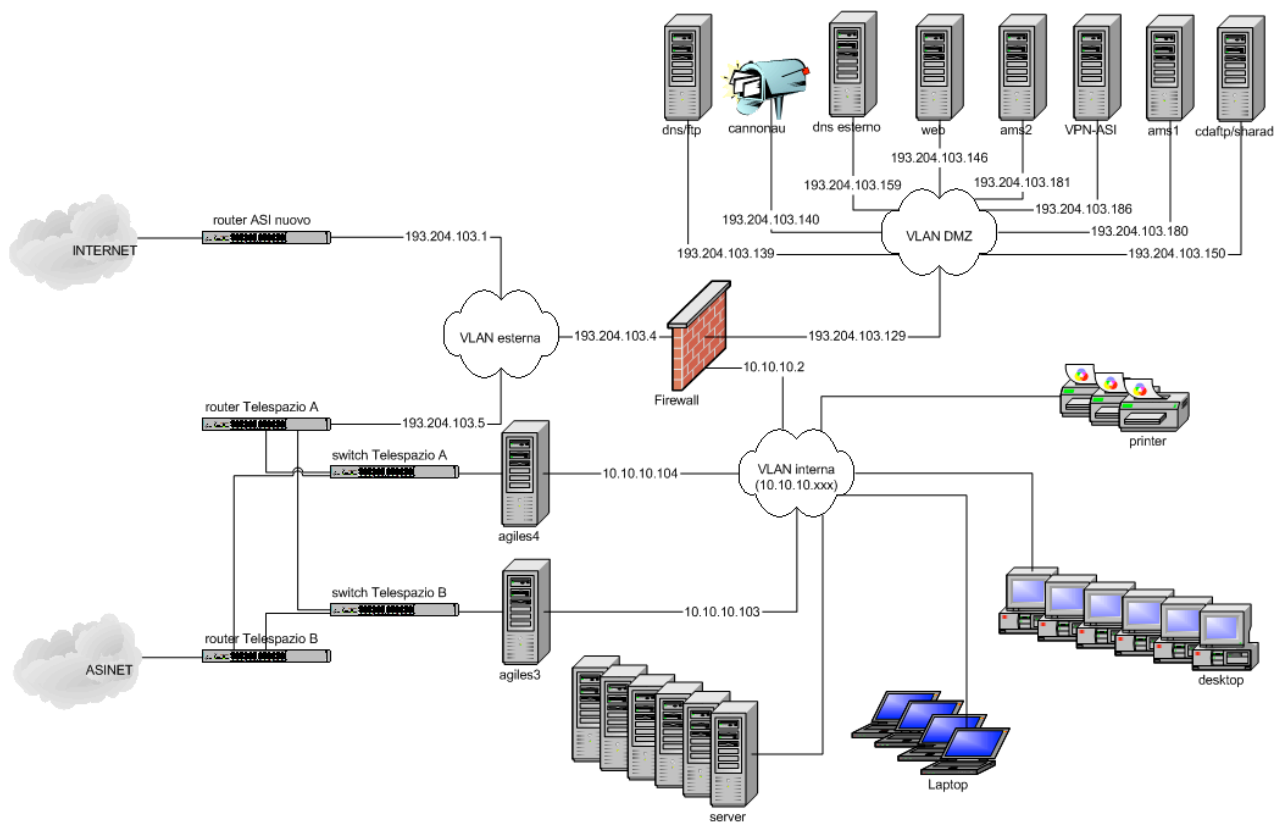 dns/ftp
cannonau
dns esterno
web
ams2
VPN-ASI
ams1
cdaftp/sharad
193.204.103.146
193.204.103.159
193.204.103.181
193.204.103.140
193.204.103.186
193.204.103.180
193.204.103.139
193.204.103.150
VLAN DMZ
router ASI nuovo
INTERNET
193.204.103.1
VLAN esterna
193.204.103.4
193.204.103.129
10.10.10.2
Firewall
router Telespazio A
193.204.103.5
printer
switch Telespazio A
10.10.10.104
VLAN interna
(10.10.10.xxx)
agiles4
switch Telespazio B
10.10.10.103
router Telespazio B
ASINET
agiles3
desktop
Laptop
server